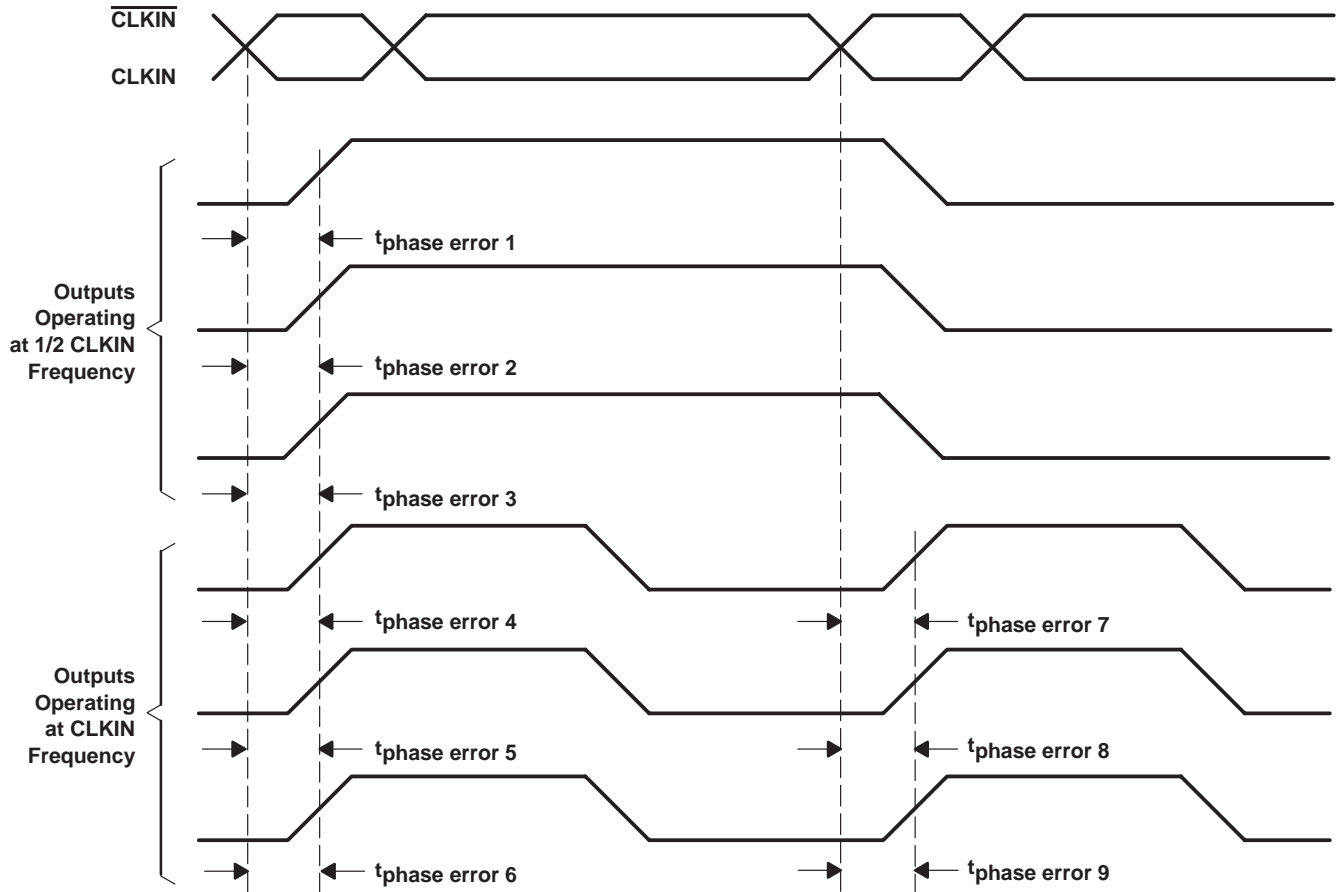 CLKIN
CLKIN
tphase error 1
Outputs
Operating
at 1/2 CLKIN
Frequency
tphase error 2
tphase error 3
tphase error 4
tphase error 7
Outputs
Operating
at CLKIN
Frequency
tphase error 5
tphase error 8
tphase error 6
tphase error 9